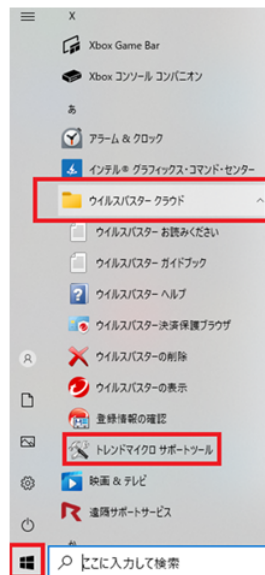 X
Xbox Game Bar
Xbox コンソール コンパニオン
あ
アラーム & クロック
インテル® グラフィックス・コマンド・センター
ウイルスバスター クラウド
ウイルスバスター お読みください
ウイルスバスター ガイドブック
ウイルスバスター ヘルプ
ウイルスバスター決済保護ブラウザ
ウイルスバスターの削除
ウイルスバスターの表示
登録情報の確認
トレンドマイクロ サポートツール
映画 & テレビ
遠隔サポートサービス
か
ここに入力して検索